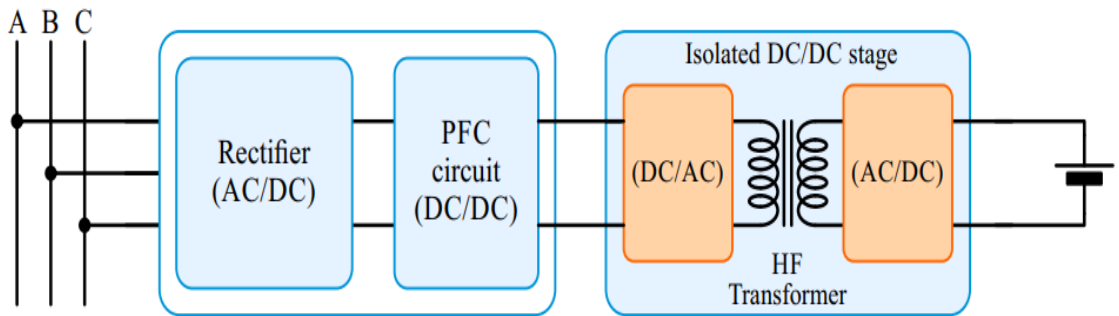 A B C
Rectifier
(AC/DC)
PFC
circuit
(DC/DC)
Isolated DC/DC stage
(DC/AC)
(AC/DC)
HF
Transformer